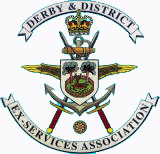 DERBY & DISTRICT
EX-SERVICES ASSOCIATION